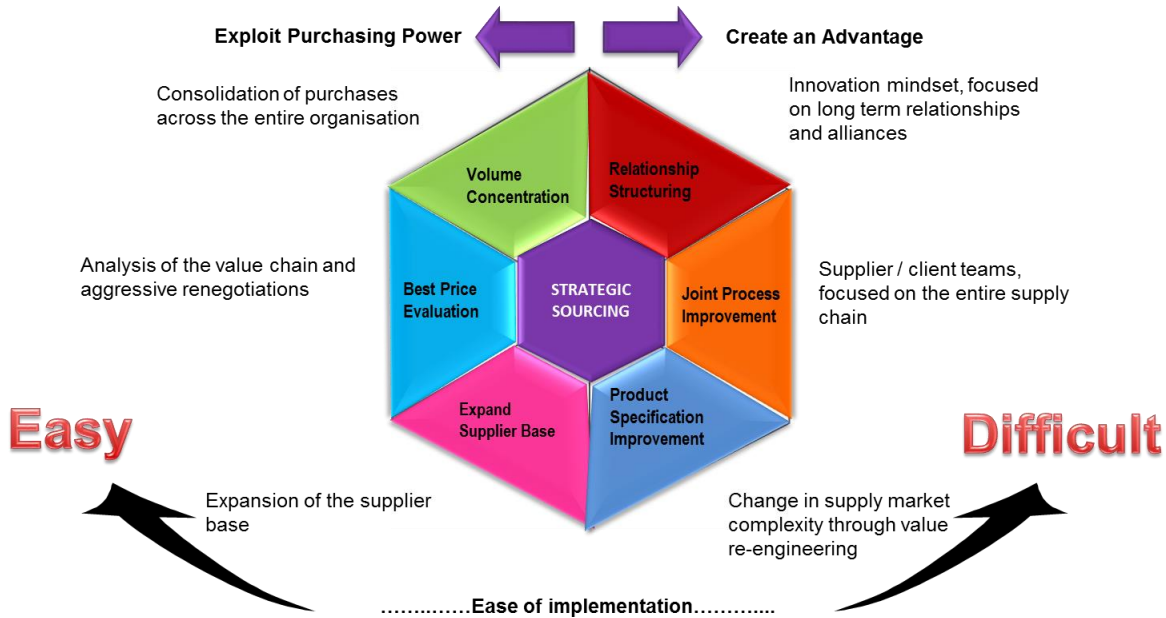 Exploit Purchasing Power
Create an Advantage
Consolidation of purchases
across the entire organisation
Innovation mindset, focused
on long term relationships
and alliances
Volume
Concentration
Relationship
Structuring
Analysis of the value chain and
aggressive renegotiations
Best Price
Evaluation
STRATEGIC
SOURCING
Joint Process
Improvement
Supplier / client teams,
focused on the entire supply
chain
Expand
Supplier Base
Product
Specification
Improvement
Easy
Difficult
Expansion of the supplier
base
Change in supply market
complexity through value
re-engineering
……..……Ease of implementation………....